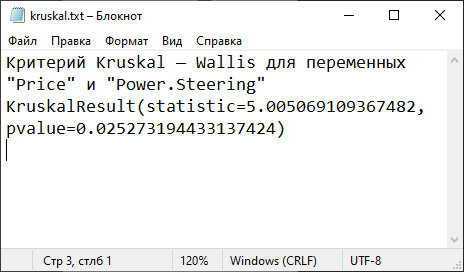 kruskal.txt – Блокнот
Файл Правка Формат Вид Справка
Критерий Kruskal – Wallis для переменных
"Price" и "Power.Steering"
KruskalResult(statistic=5.005069109367482,
pvalue=0.025273194433137424)
Стр 3, стлб 1 120% Windows (CRLF) UTF-8